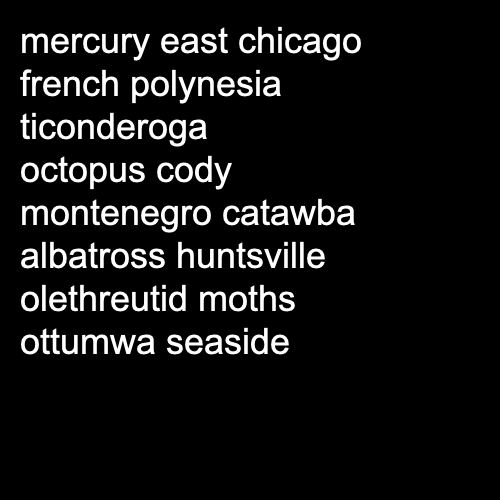 mercury east chicago
french polynesia
ticonderoga
octopus cody
montenegro catawba
albatross huntsville
olethreutid moths
ottumwa seaside